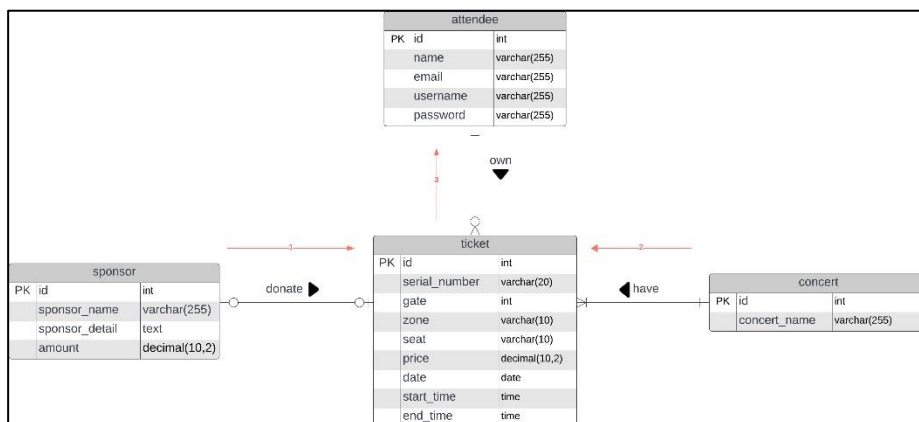 attendee
PK id int
name varchar(255)
email varchar(255)
username varchar(255)
password varchar(255)
own
3
1
2
ticket
PK id int
serial_number varchar(20)
gate int
zone varchar(10)
seat varchar(10)
price decimal(10,2)
date date
start_time time
end_time time
sponsor
PK id int
sponsor_name varchar(255)
sponsor_detail text
amount decimal(10,2)
donate
have
concert
PK id int
concert_name varchar(255)